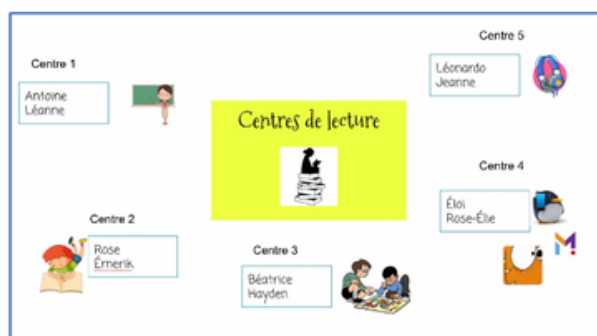 Centre 1
Antoine
Léanne
Centre 5
Léonardo
Jeanne
Centres de lecture
Centre 2
Rose
Émerik
Centre 3
Béatrice
Hayden
Centre 4
Éloi
Rose-Élie